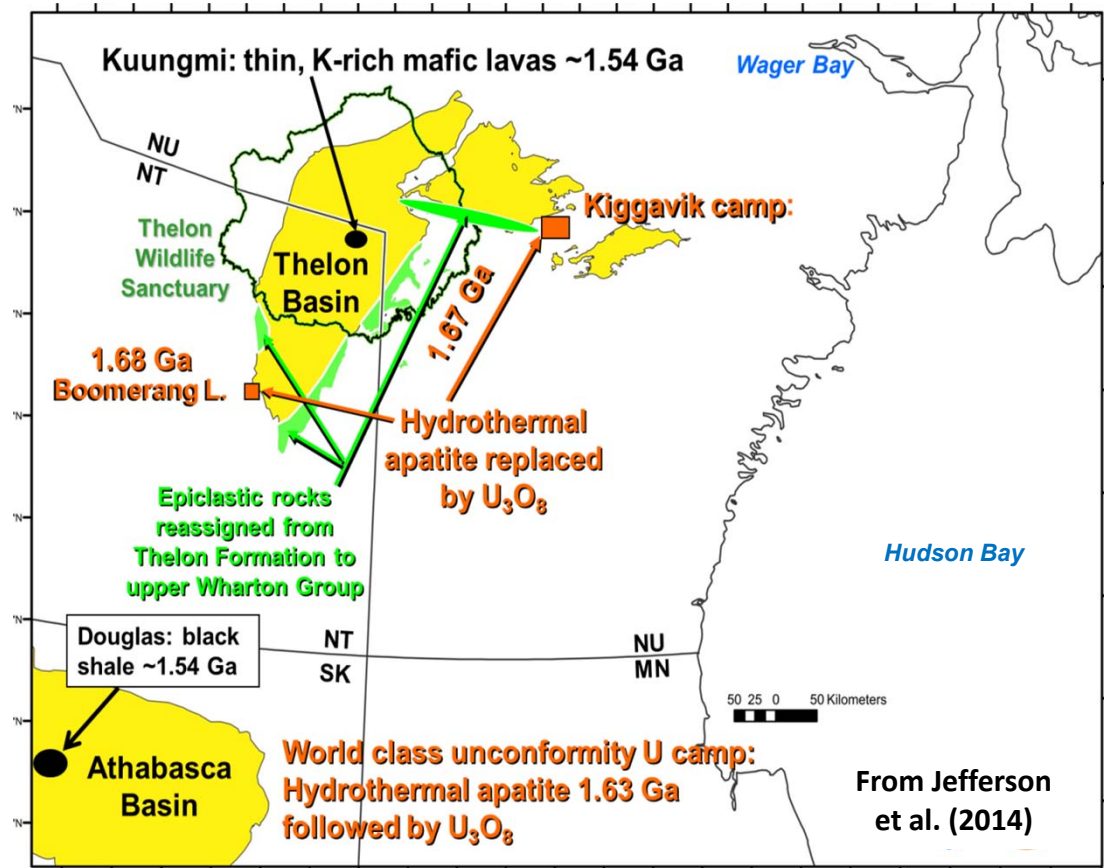 Kuungmi: thin, K-rich mafic lavas ~1.54 Ga
Wager Bay
NU
NT
Kiggavik camp:
Thelon
Wildlife
Sanctuary
Thelon
Basin
1.67 Ga
1.68 Ga
Boomerang L.
Hydrothermal
apatite replaced
by U₃O₈
Epiclastic rocks
reassigned from
Thelon Formation to
upper Wharton Group
Hudson Bay
Douglas: black
shale ~1.54 Ga
NT
SK
NU
MN
50 25 0 50 Kilometers
Athabasca
Basin
World class unconformity U camp:
Hydrothermal apatite 1.63 Ga
followed by U₃O₈
From Jefferson
et al. (2014)